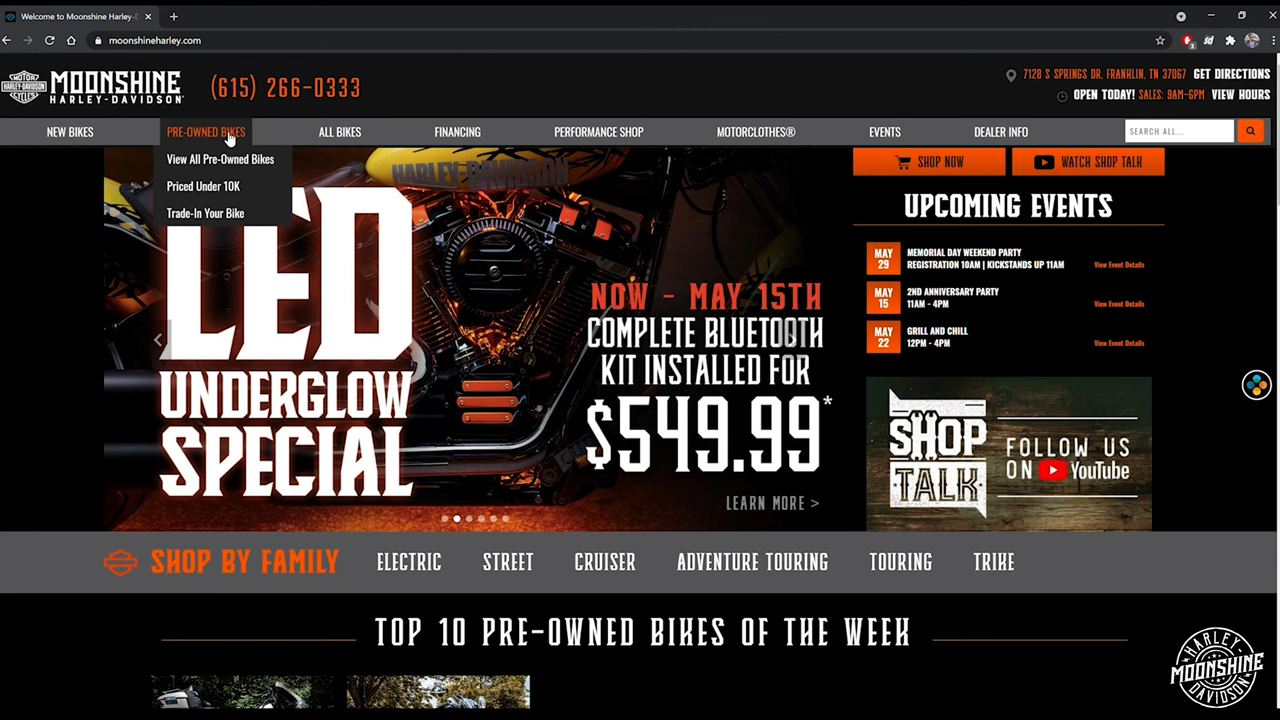 Welcome to Moonshine Harley-D
moonshineharley.com
3
MOTOR
HARLEY-DAVIDSON
CYCLES
MOONSHINE
HARLEY-DAVIDSON
(615) 266-0333
7128 S SPRINGS DR, FRANKLIN, TN 37067 GET DIRECTIONS
OPEN TODAY! SALES: 9AM-6PM VIEW HOURS
NEW BIKES
PRE-OWNED BIKES
ALL BIKES
FINANCING
PERFORMANCE SHOP
MOTORCLOTHES®
EVENTS
DEALER INFO
SEARCH ALL...
View All Pre-Owned Bikes
Priced Under 10K
Trade-In Your Bike
HARLEY-DAVIDSON
LED
UNDERGLOW
SPECIAL
NOW - MAY 15TH
COMPLETE BLUETOOTH
KIT INSTALLED FOR
$549.99*
LEARN MORE >
SHOP NOW
WATCH SHOP TALK
UPCOMING EVENTS
MAY
29
MEMORIAL DAY WEEKEND PARTY
REGISTRATION 10AM | KICKSTANDS UP 11AM
View Event Details
MAY
15
2ND ANNIVERSARY PARTY
11AM - 4PM
View Event Details
MAY
22
GRILL AND CHILL
12PM - 4PM
View Event Details
SHOP
TALK
FOLLOW US
ON YouTube
SHOP BY FAMILY
ELECTRIC
STREET
CRUISER
ADVENTURE TOURING
TOURING
TRIKE
TOP 10 PRE-OWNED BIKES OF THE WEEK
HARLEY
MOONSHINE
DAVIDSON